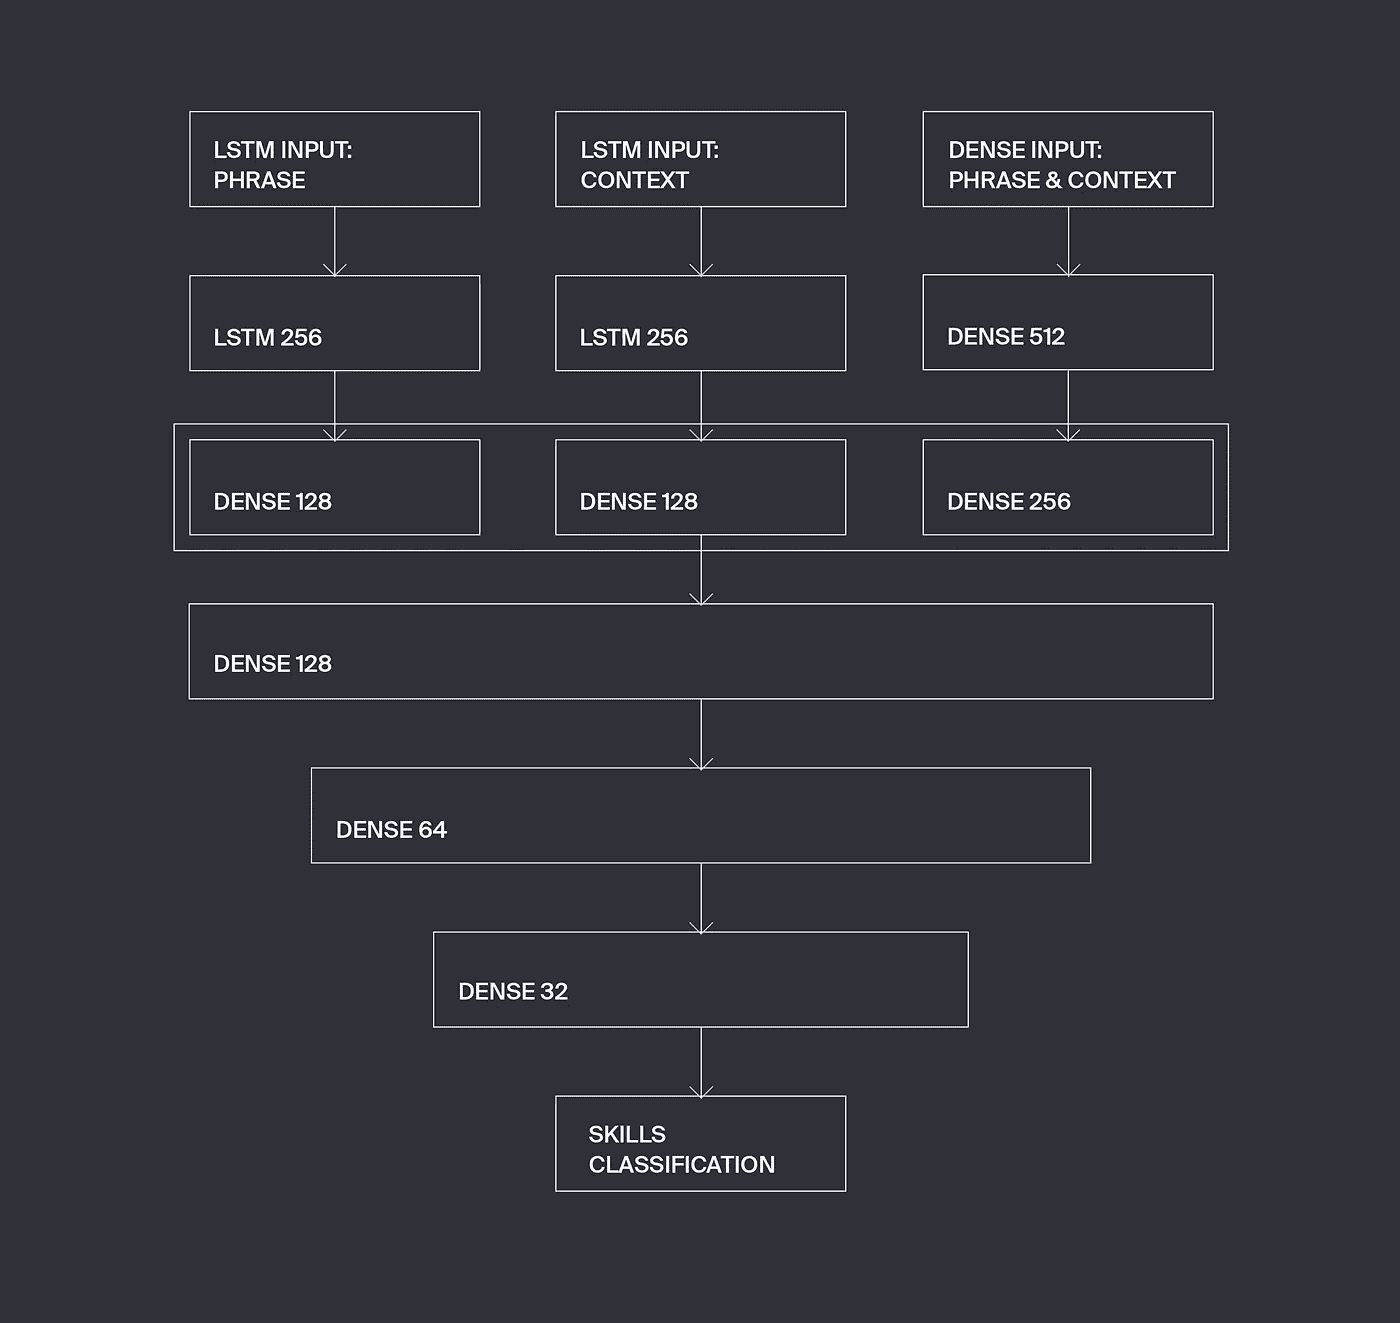 LSTM INPUT:
PHRASE
LSTM INPUT:
CONTEXT
DENSE INPUT:
PHRASE & CONTEXT
LSTM 256
LSTM 256
DENSE 512
DENSE 128
DENSE 128
DENSE 256
DENSE 128
DENSE 64
DENSE 32
SKILLS
CLASSIFICATION